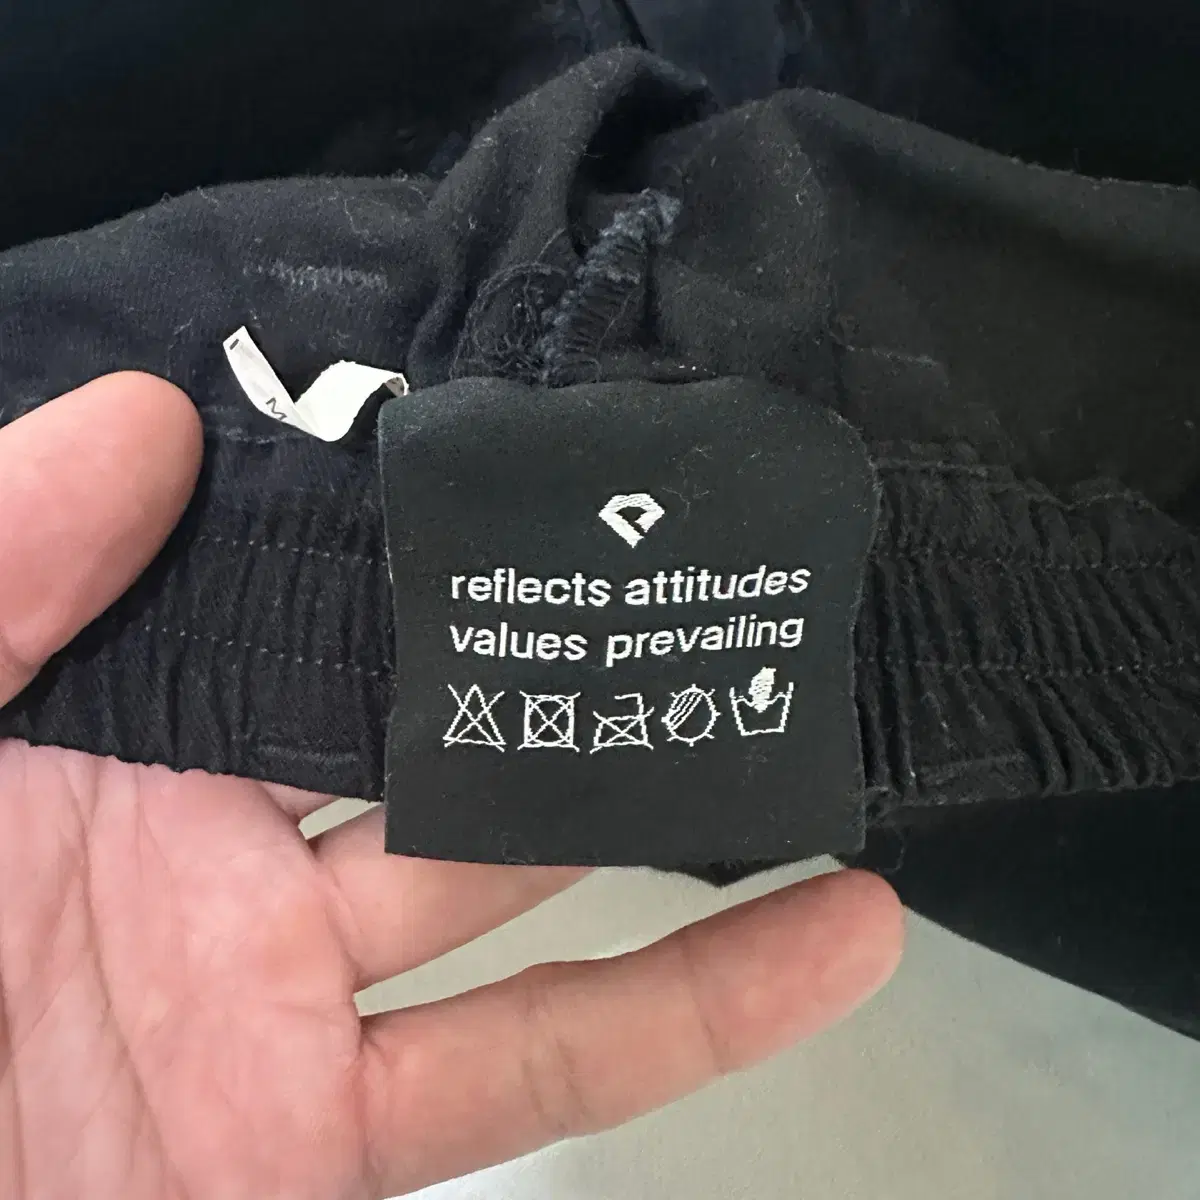 M
reflects attitudes
values prevailing